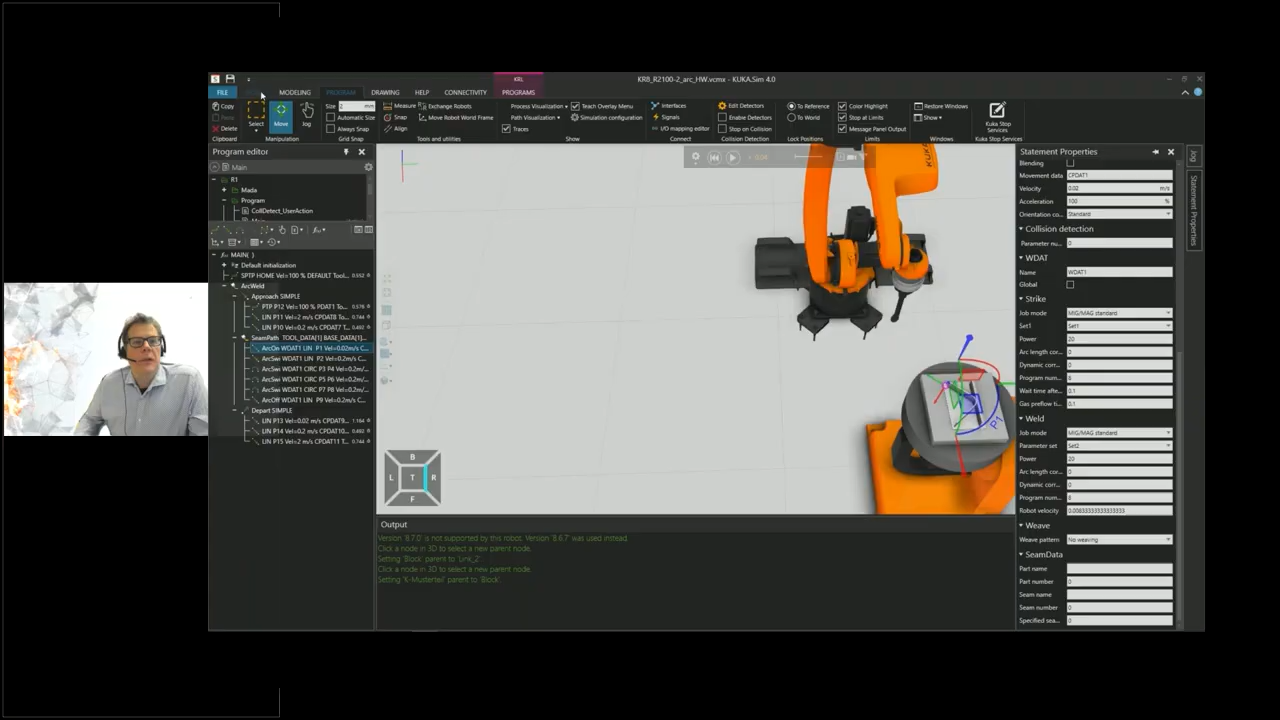 KRL
KR8_R2100-2_arc_HW.vcmx - KUKA.Sim 4.0
FILE
MODELING
PROGRAM
DRAWING
HELP
CONNECTIVITY
PROGRAMS
Copy
Paste
Delete
Clipboard
Select
Move
Jog
Manipulation
Size
mm
Automatic Size
Always Snap
Grid Snap
Measure
Exchange Robots
Snap
Move Robot World Frame
Align
Tools and utilities
Process Visualization
Teach Overlay Menu
Path Visualization
Simulation configuration
Traces
Show
Interfaces
Signals
I/O mapping editor
Connect
Edit Detectors
Enable Detectors
Stop on Collision
Collision Detection
To Reference
To World
Lock Positions
Color Highlight
Stop at Limits
Message Panel Output
Limits
Restore Windows
Show
Windows
Kuka Stop
Services
Kuka Stop Services
Program editor
Main
R1
Mada
Program
CollDetect_UserAction
MAIN( )
Default initialization
SPTP HOME Vel=100 % DEFAULT Tool...
ArcWeld
Approach SIMPLE
PTP P12 Vel=100 % PDAT1 To...
LIN P11 Vel=2 m/s CPDAT8 To...
LIN P10 Vel=0.2 m/s CPDAT7 T...
SeamPath TOOL_DATA[1] BASE_DATA[1]...
ArcOn WDAT1 LIN P1 Vel=0.02m/s C...
ArcSwi WDAT1 LIN P2 Vel=0.2m/s C...
ArcSwi WDAT1 CIRC P3 P4 Vel=0.2m/...
ArcSwi WDAT1 CIRC P5 P6 Vel=0.2m/...
ArcSwi WDAT1 CIRC P7 P8 Vel=0.2m/...
ArcOff WDAT1 LIN P9 Vel=0.2m/s C...
Depart SIMPLE
LIN P13 Vel=0.02 m/s CPDAT9...
LIN P14 Vel=0.2 m/s CPDAT10...
LIN P15 Vel=2 m/s CPDAT11 T...
KUKA
P1
B
L T R
F
Output
Version '8.7.0' is not supported by this robot. Version '8.6.7' was used instead.
Click a node in 3D to select a new parent node.
Setting 'Block' parent to 'Link_2'.
Click a node in 3D to select a new parent node.
Setting 'K-Musterteil' parent to 'Block'.
Statement Properties
Blending
Movement data CPDAT1
Velocity 0.02 m/s
Acceleration 100 %
Orientation co... Standard
Collision detection
Parameter nu... 0
WDAT
Name WDAT1
Global
Strike
Job mode MIG/MAG standard
Set1 Set1
Power 20
Arc length cor... 0
Dynamic corr... 0
Program num... 8
Wait time afte... 0.1
Gas preflow ti... 0.1
Weld
Job mode MIG/MAG standard
Parameter set Set2
Power 20
Arc length cor... 0
Dynamic corr... 0
Program num... 8
Robot velocity
Weave
Weave pattern No weaving
SeamData
Part name
Part number 0
Seam name
Seam number 0
Specified sea... 0
Jog
Statement Properties